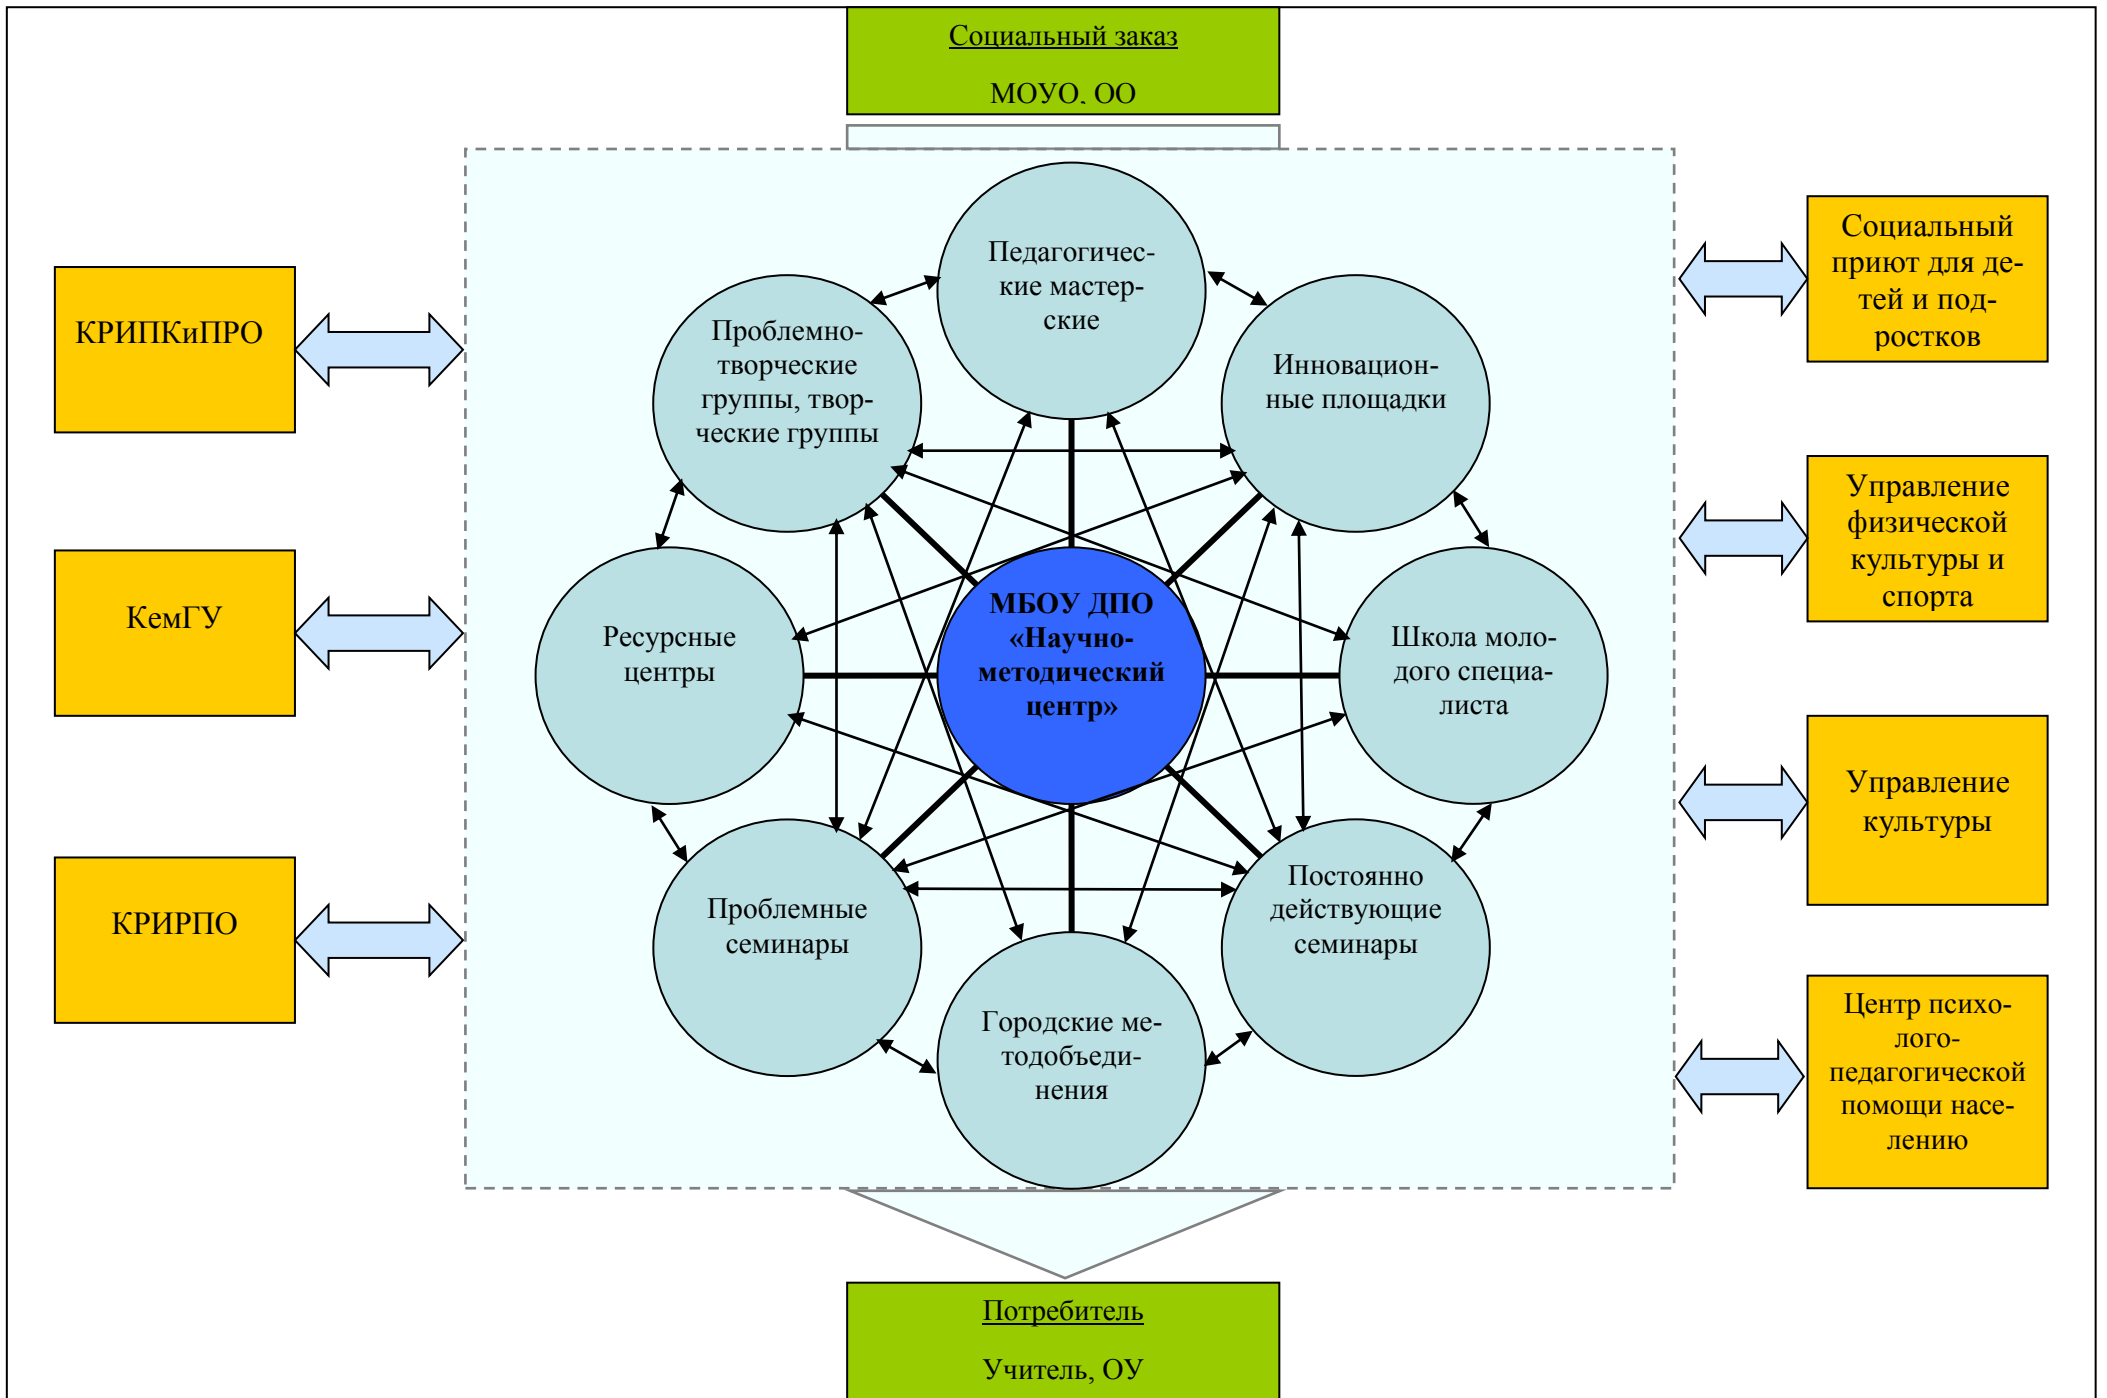 Социальный заказ
МОУО, ОО
КРИПКиПРО
КемГУ
КРИРПО
Педагогичес-
кие мастер-
ские
Проблемно-
творческие
группы, твор-
ческие группы
Инновацион-
ные площадки
Ресурсные
центры
МБОУ ДПО
«Научно-
методический
центр»
Школа моло-
дого специа-
листа
Проблемные
семинары
Постоянно
действующие
семинары
Городские ме-
тодобъеди-
нения
Социальный
приют для де-
тей и под-
ростков
Управление
физической
культуры и
спорта
Управление
культуры
Центр психо-
лого-
педагогической
помощи насе-
лению
Потребитель
Учитель, ОУ